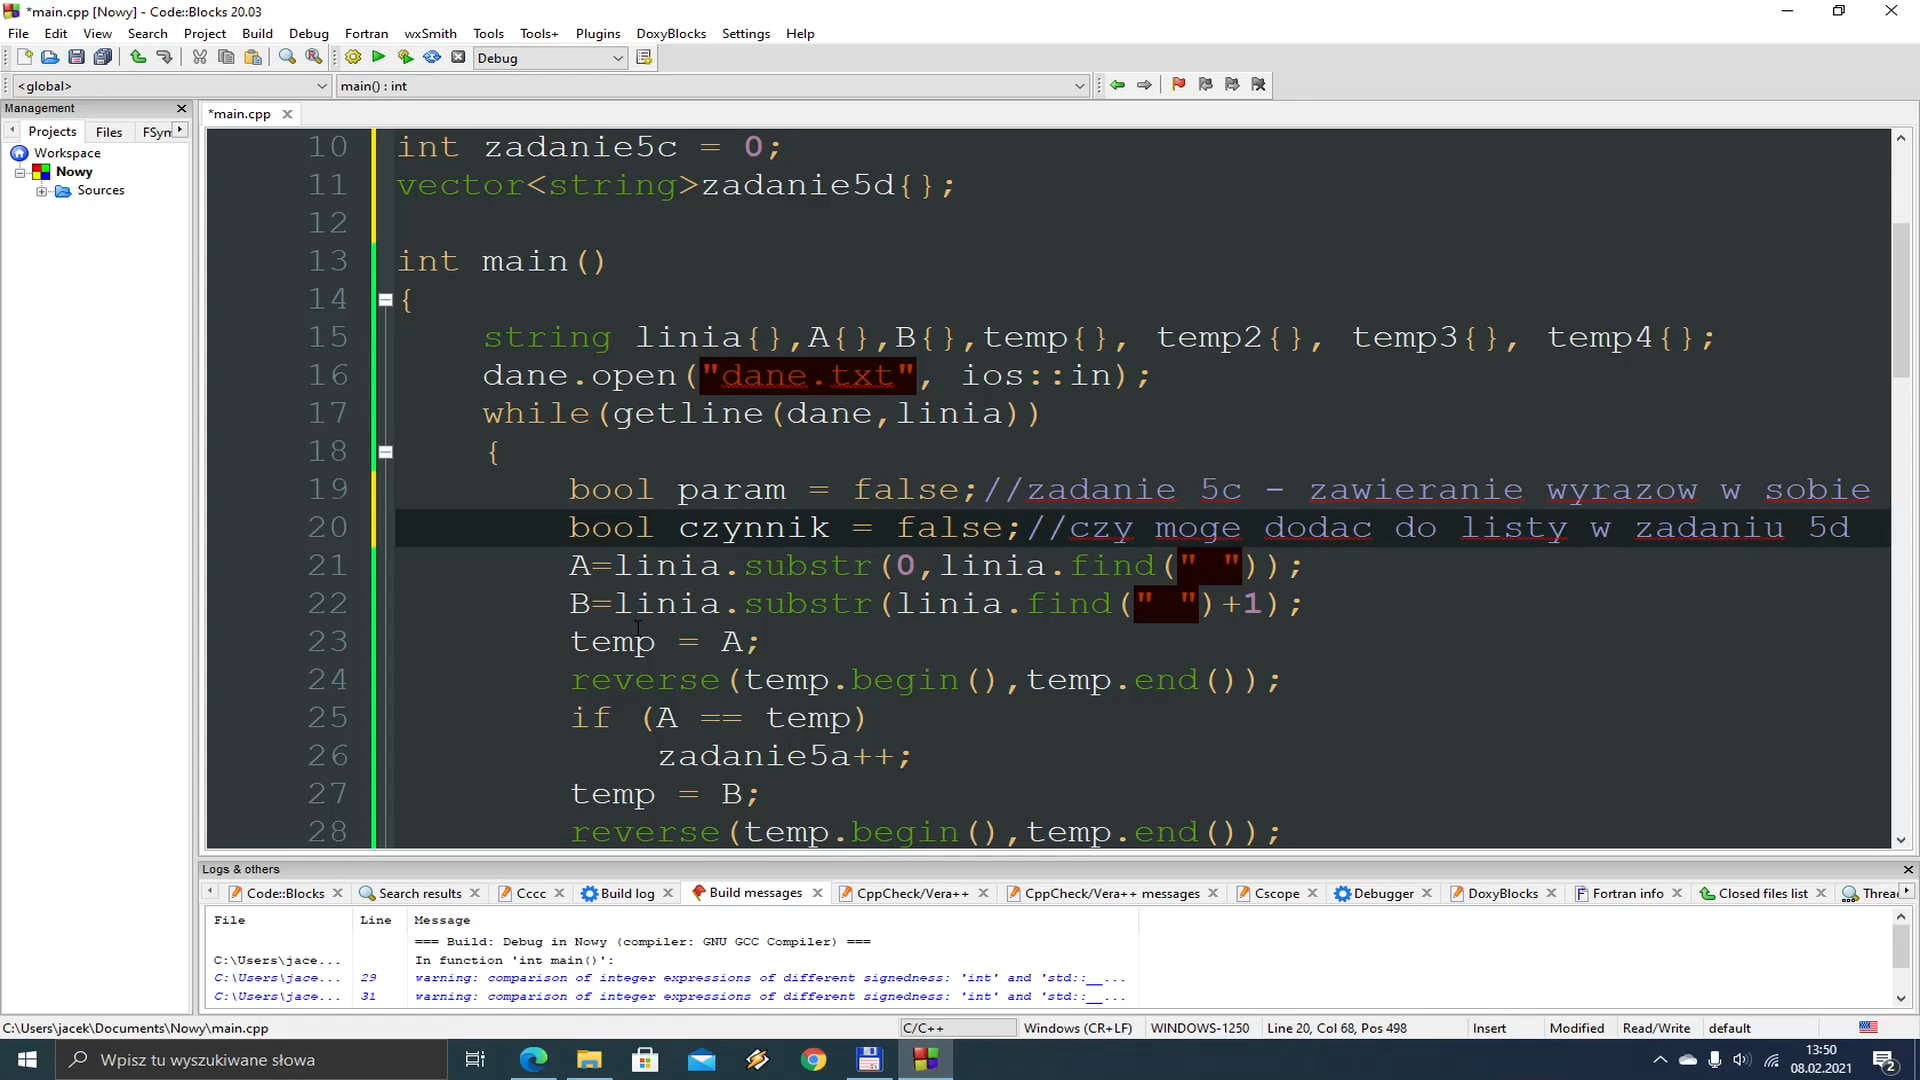 *main.cpp [Nowy] - Code::Blocks 20.03
File Edit View Search Project Build Debug Fortran wxSmith Tools Tools+ Plugins DoxyBlocks Settings Help
Debug
<global> main() : int
Management
Projects Files FSyn
Workspace
Nowy
Sources
*main.cpp
10 int zadanie5c = 0;
11 vector<string>zadanie5d{};
12
13 int main()
14 {
15 string linia{},A{},B{},temp{}, temp2{}, temp3{}, temp4{};
16 dane.open("dane.txt", ios::in);
17 while(getline(dane,linia))
18 {
19 bool param = false;//zadanie 5c - zawieranie wyrazow w sobie
20 bool czynnik = false;//czy moge dodac do listy w zadaniu 5d
21 A=linia.substr(0,linia.find(" "));
22 B=linia.substr(linia.find(" ")+1);
23 temp = A;
24 reverse(temp.begin(),temp.end());
25 if (A == temp)
26 zadanie5a++;
27 temp = B;
28 reverse(temp.begin(),temp.end());
Logs & others
Code::Blocks Search results Cccc Build log Build messages CppCheck/Vera++ CppCheck/Vera++ messages Cscope Debugger DoxyBlocks Fortran info Closed files list Threa
File Line Message
=== Build: Debug in Nowy (compiler: GNU GCC Compiler) ===
C:\Users\jace... In function 'int main()':
C:\Users\jace... 29 warning: comparison of integer expressions of different signedness: 'int' and 'std::__...
C:\Users\jace... 31 warning: comparison of integer expressions of different signedness: 'int' and 'std::__...
C:\Users\jacek\Documents\Nowy\main.cpp C/C++ Windows (CR+LF) WINDOWS-1250 Line 20, Col 68, Pos 498 Insert Modified Read/Write default
Wpisz tu wyszukiwane słowa
13:50
08.02.2021
2